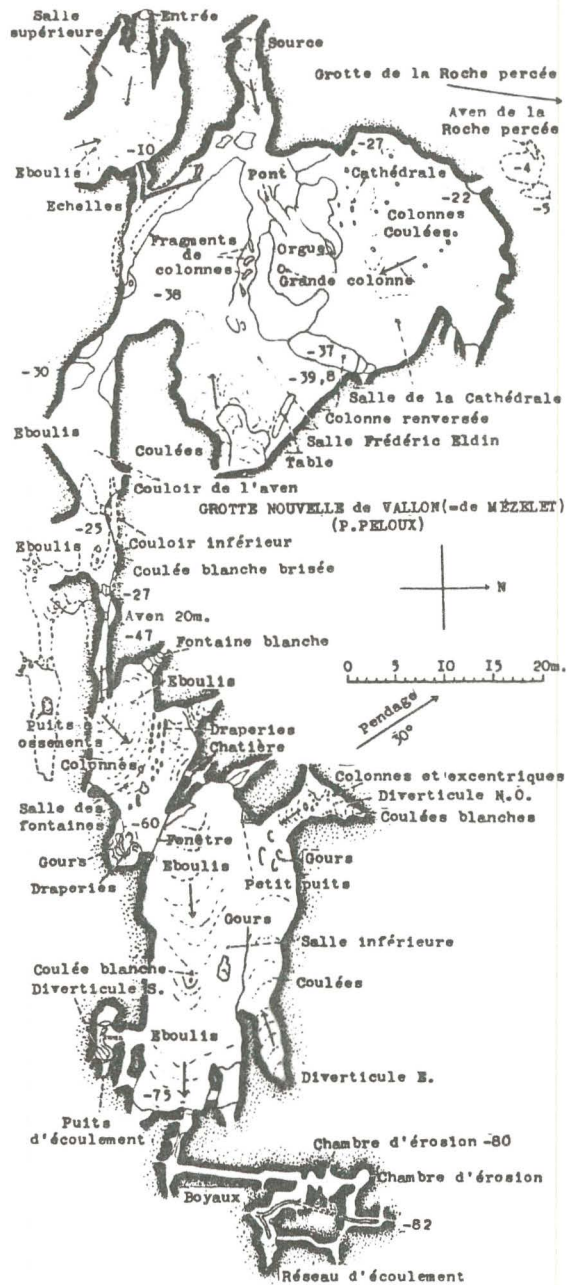 Salle
supérieure
Entrée
Source
Grotte de la Roche percée
Aven de la
Roche percée
-4
-5
-10
Eboulis
Echelles
Pont
-27
Cathédrale
-22
Colonnes
Coulées.
Fragments
de
colonnes
Orgue
Grande colonne
-38
-37
-39,8
-30
Salle de la Cathédrale
Colonne renversée
Salle Frédéric Eldin
Table
Eboulis
Coulées
Couloir de l'aven
GROTTE NOUVELLE de VALLON(=de MÉZELET)
(P.PELOUX)
-25
Eboulis
Couloir inférieur
Coulée blanche brisée
-27
Aven 20m.
-47
Fontaine blanche
N
0 5 10 15 20m.
Pendage
30°
Eboulis
Puits à
ossements
Draperies
Chatière
Colonnes
Colonnes et excentriques
Diverticule N.O.
Coulées blanches
Salle des
fontaines
-60
Fenêtre
Gours
Draperies
Eboulis
Gours
Petit puits
Gours
Salle inférieure
Coulée blanche
Diverticule S.
Coulées
Eboulis
Diverticule E.
-75
Puits
d'écoulement
Chambre d'érosion -80
Chambre d'érosion
Boyaux
-82
Réseau d'écoulement